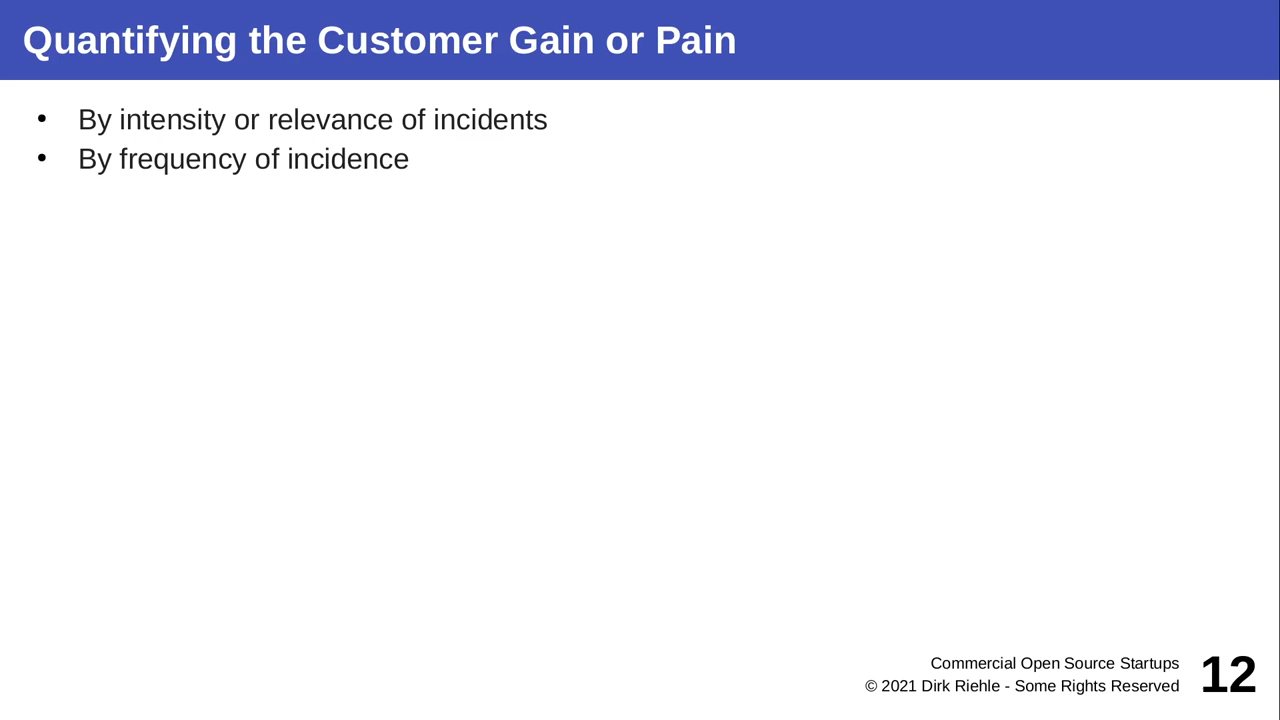 Quantifying the Customer Gain or Pain
• By intensity or relevance of incidents
• By frequency of incidence
Commercial Open Source Startups
© 2021 Dirk Riehle - Some Rights Reserved
12